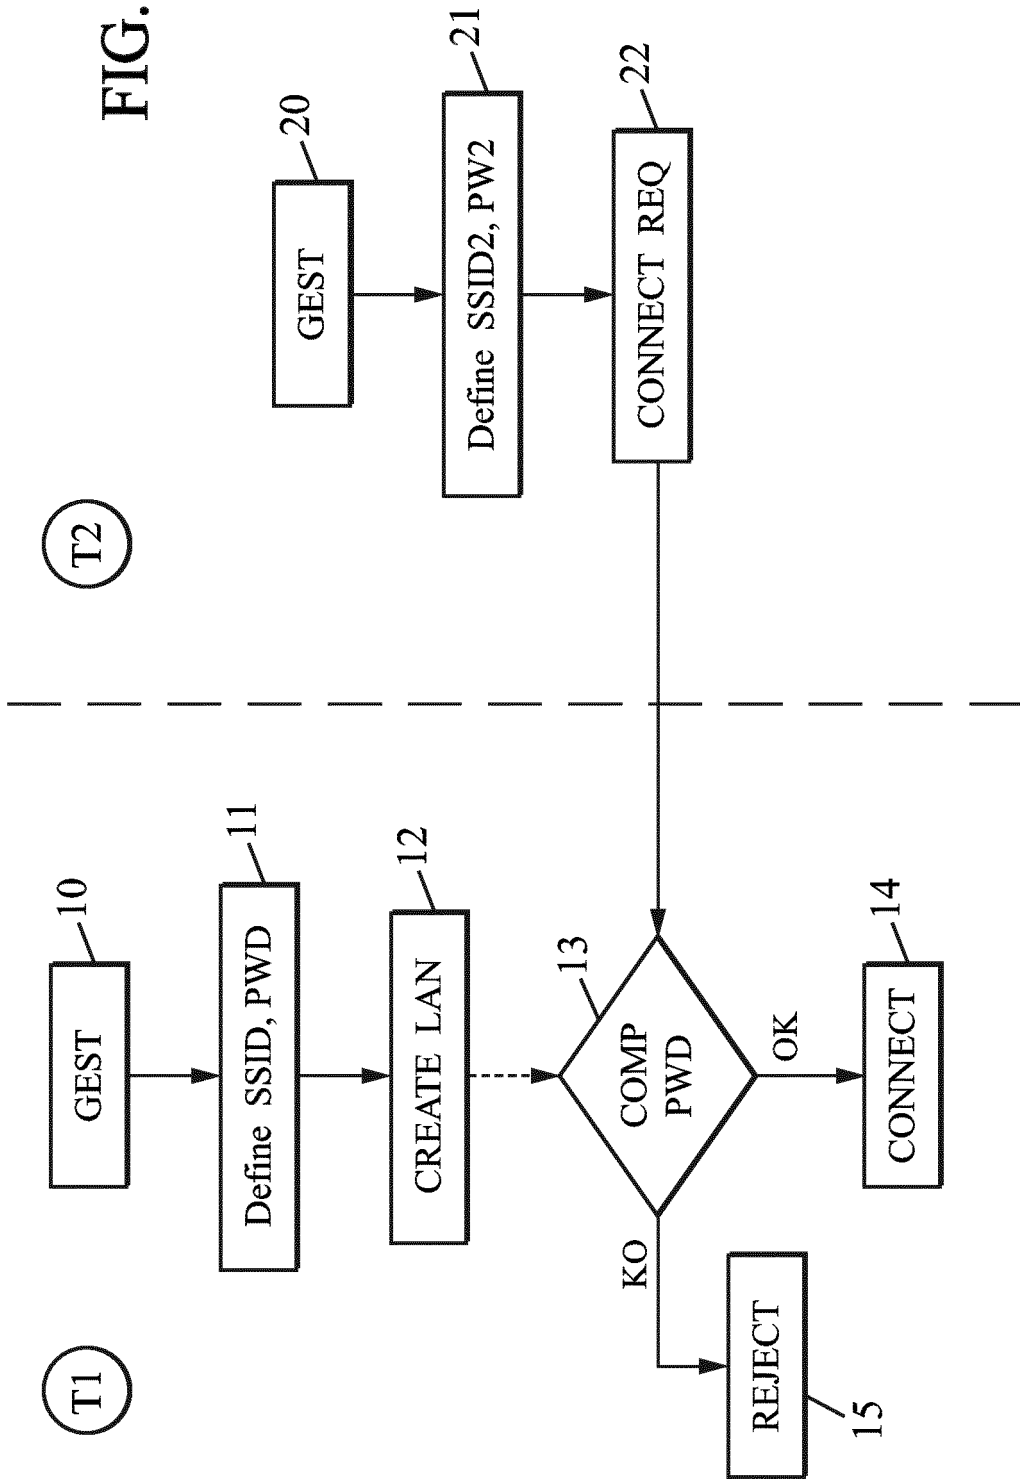 FIG.
T1
10
GEST
11
Define SSID, PWD
12
CREATE LAN
13
COMP
PWD
KO
OK
14
CONNECT
REJECT
15
T2
20
GEST
21
Define SSID2, PW2
22
CONNECT REQ